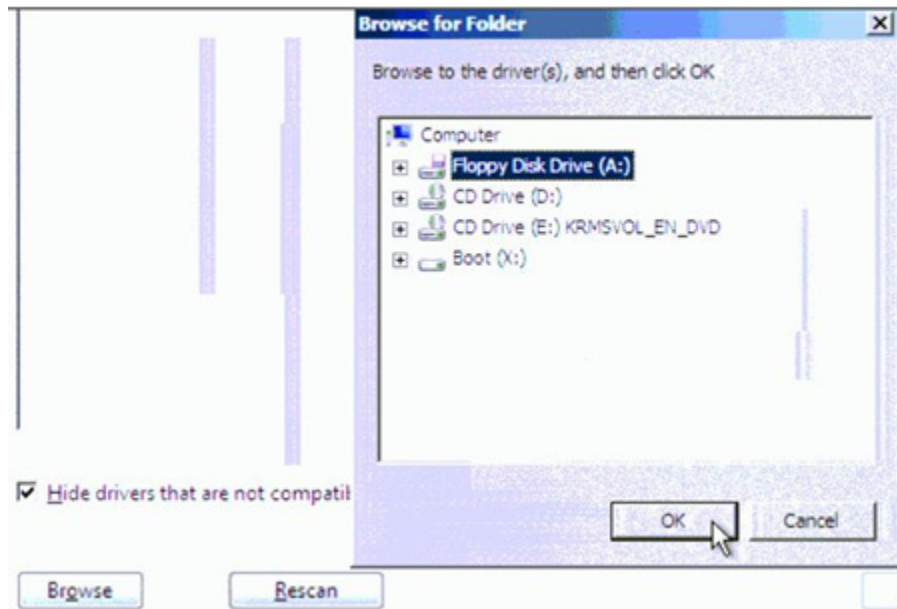 Browse for Folder
Browse to the driver(s), and then click OK
Computer
Floppy Disk Drive (A:)
CD Drive (D:)
CD Drive (E:) KRMSVOL_EN_DVD
Boot (X:)
Hide drivers that are not compatil
OK Cancel
Browse Rescan